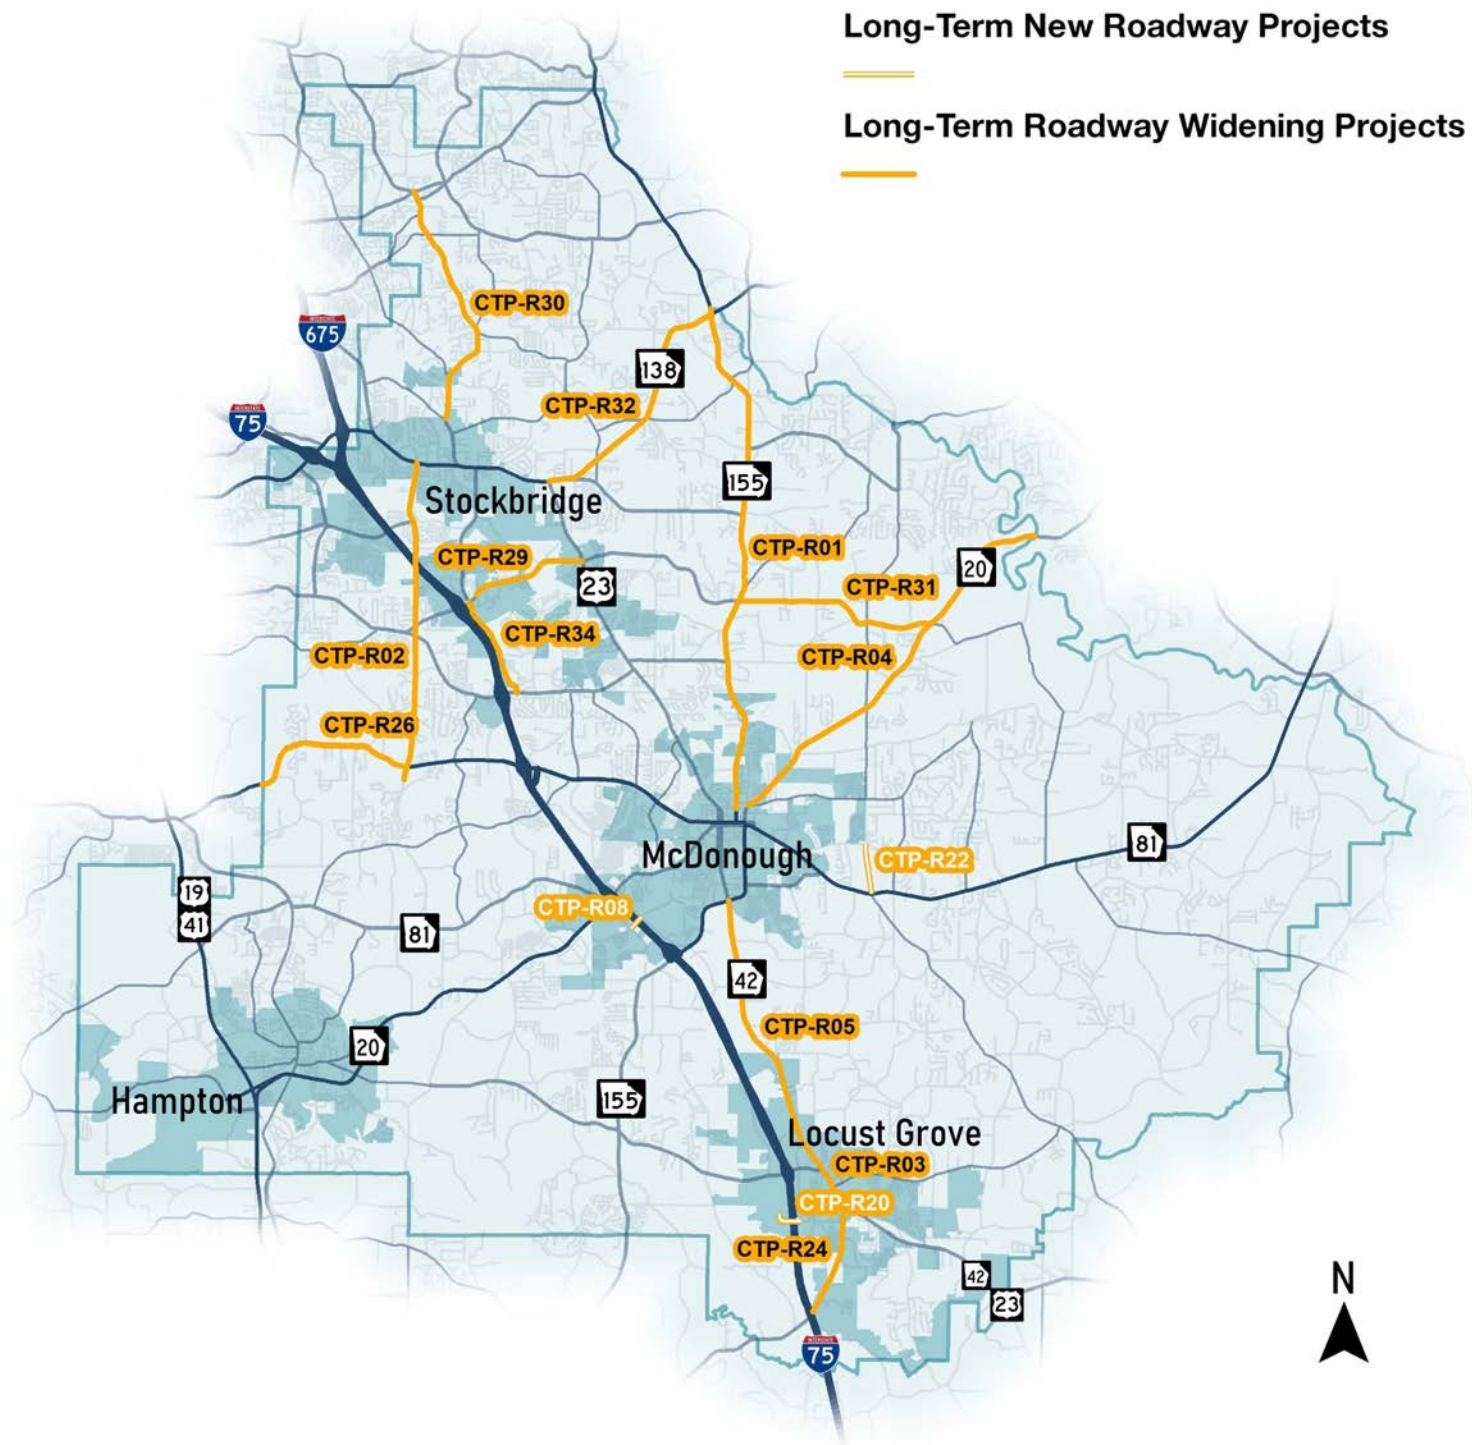 Long-Term New Roadway Projects
Long-Term Roadway Widening Projects
CTP-R30
INTERSTATE
675
138
INTERSTATE
75
CTP-R32
155
Stockbridge
CTP-R01
CTP-R29
20
23
CTP-R31
CTP-R34
CTP-R02
CTP-R04
CTP-R26
81
McDonough
CTP-R22
19
41
CTP-R08
81
42
CTP-R05
20
Hampton
155
Locust Grove
CTP-R03
CTP-R20
CTP-R24
42
23
N
INTERSTATE
75